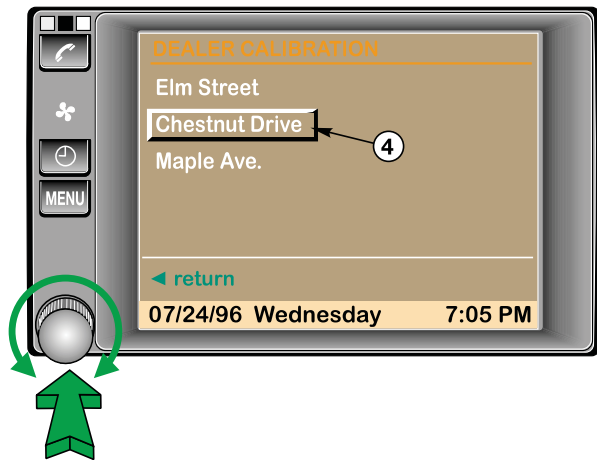 DEALER CALIBRATION
Elm Street
Chestnut Drive
4
Maple Ave.
MENU
◄ return
07/24/96 Wednesday 7:05 PM